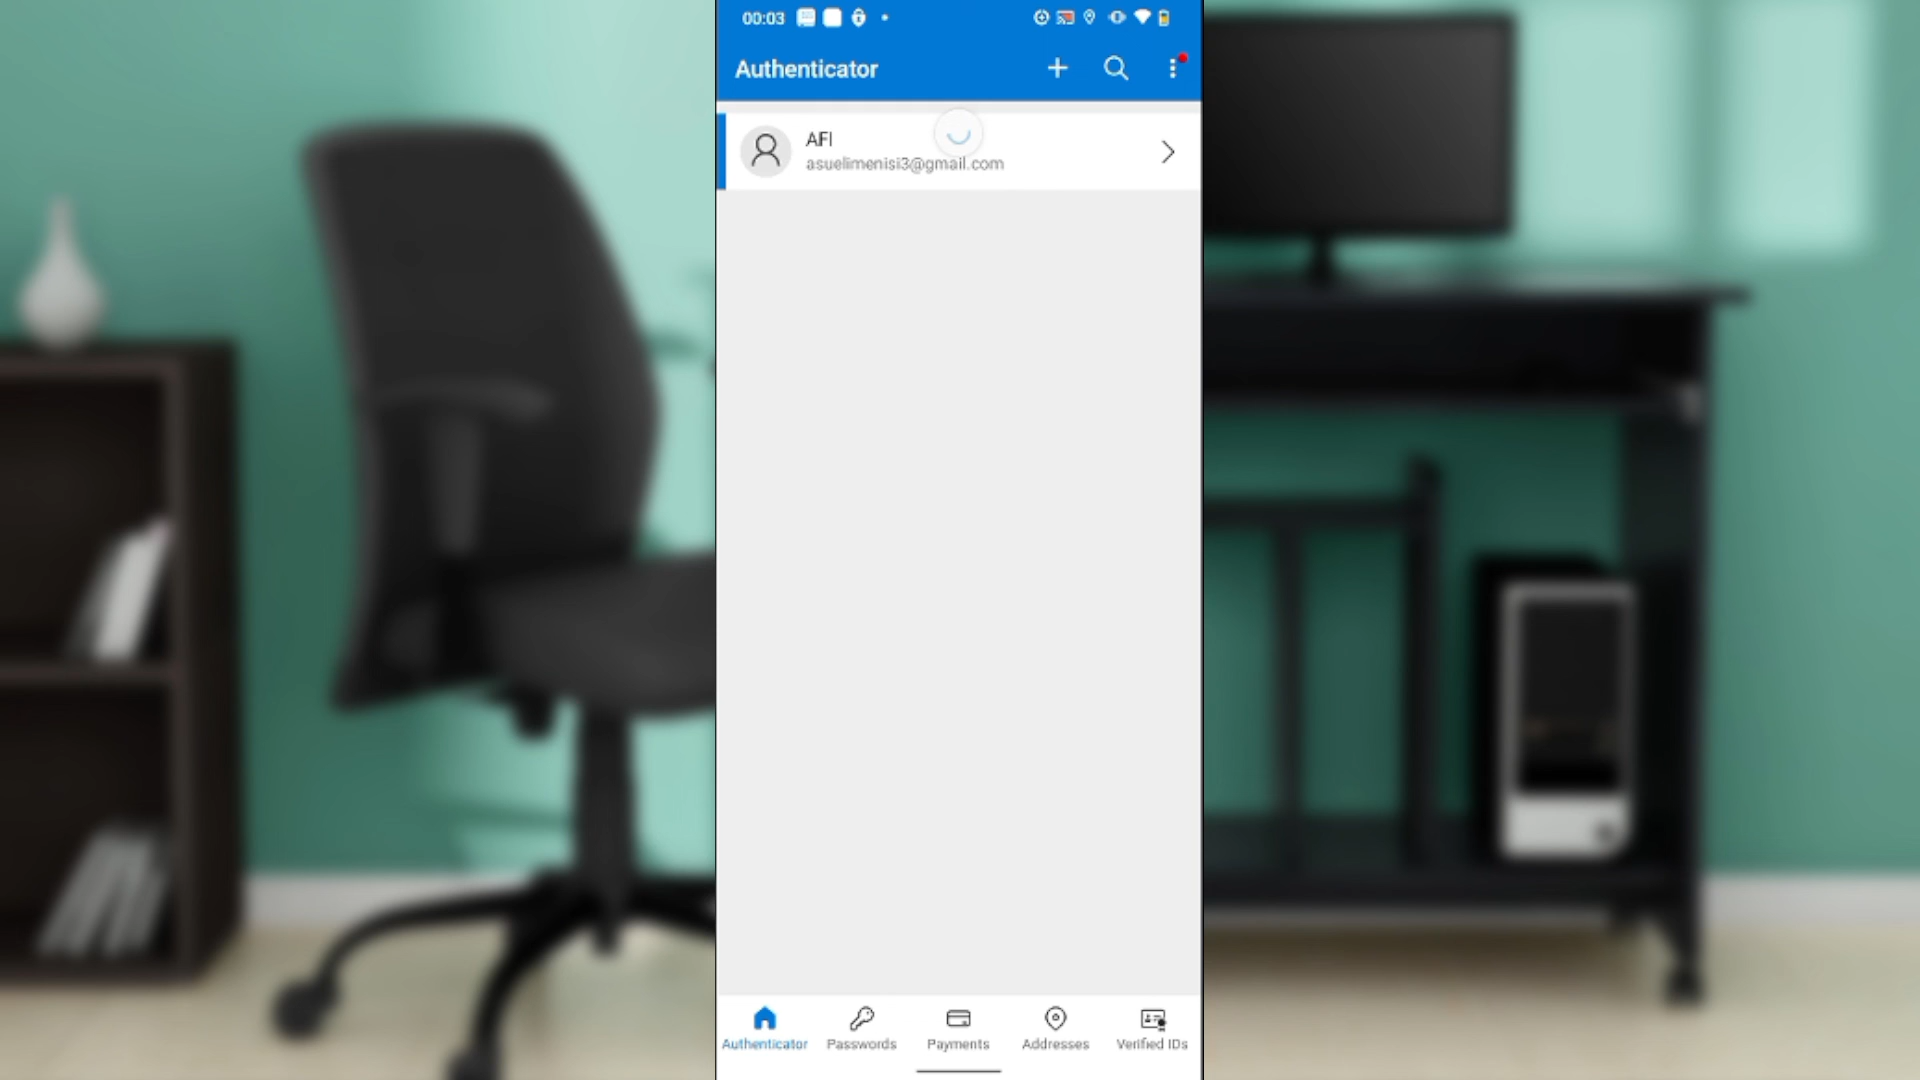 00:03
Authenticator
AFI
asuelimenisi3@gmail.com
Authenticator
Passwords
Payments
Addresses
Verified IDs